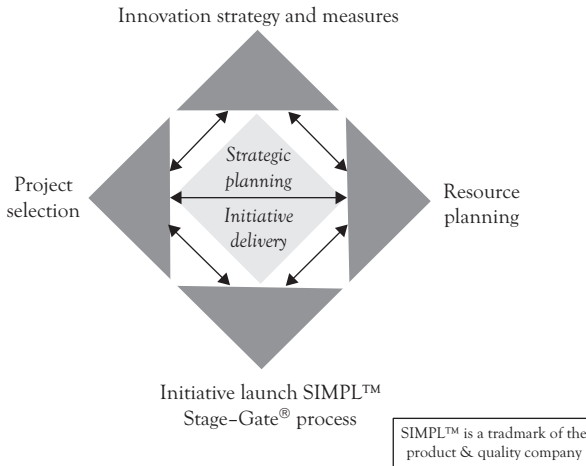 Innovation strategy and measures
Strategic
planning
Initiative
delivery
Project
selection
Resource
planning
Initiative launch SIMPL™
Stage–Gate® process
SIMPL™ is a tradmark of the
product & quality company